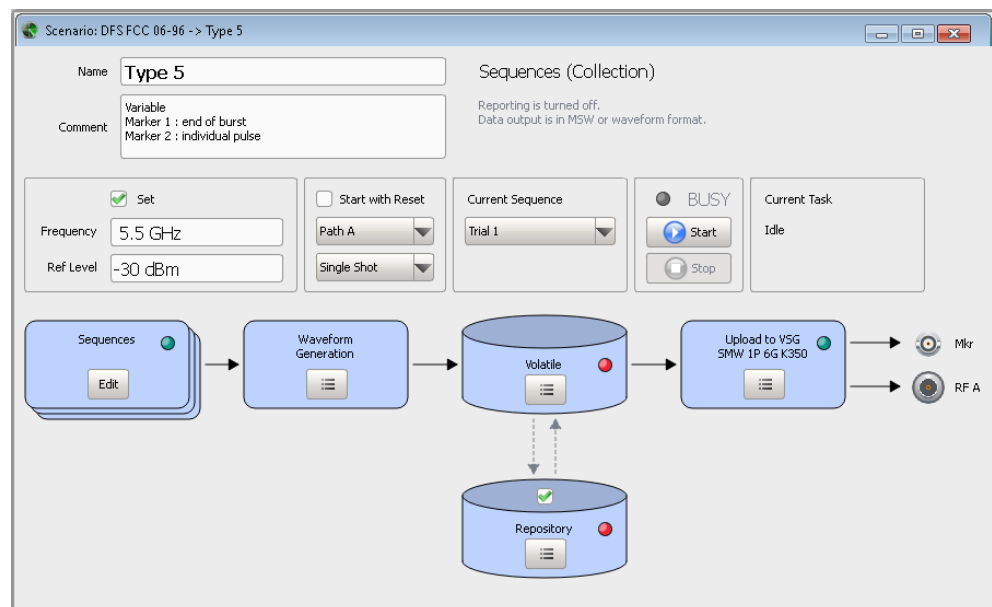 Scenario: DFS FCC 06-96 -> Type 5
Name
Type 5
Sequences (Collection)
Comment
Variable
Marker 1 : end of burst
Marker 2 : individual pulse
Reporting is turned off.
Data output is in MSW or waveform format.
Set
Frequency
5.5 GHz
Ref Level
-30 dBm
Start with Reset
Path A
Single Shot
Current Sequence
Trial 1
BUSY
Start
Stop
Current Task
Idle
Sequences
Edit
Waveform
Generation
Volatile
Upload to VSG
SMW 1P 6G K350
Mkr
RF A
Repository